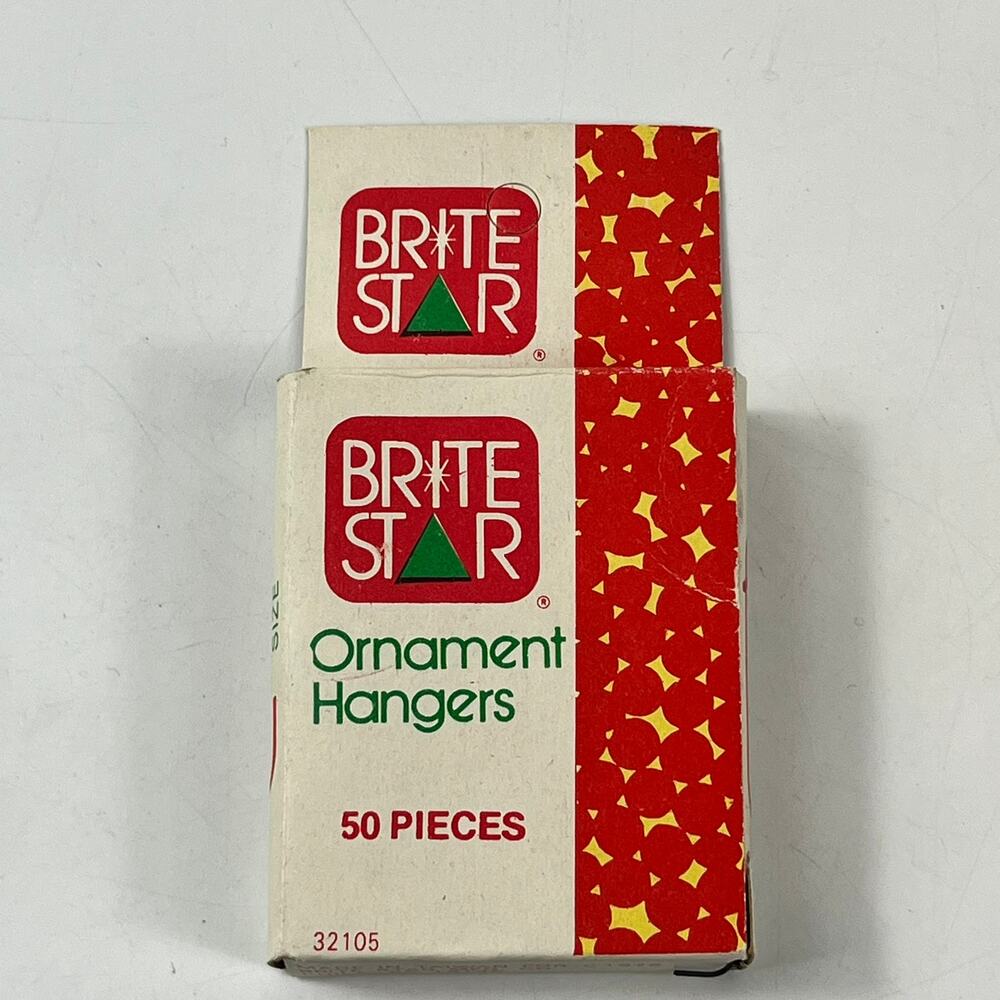 BRITE
STAR
®
BRITE
STAR
®
Ornament
Hangers
50 PIECES
32105
SIZE